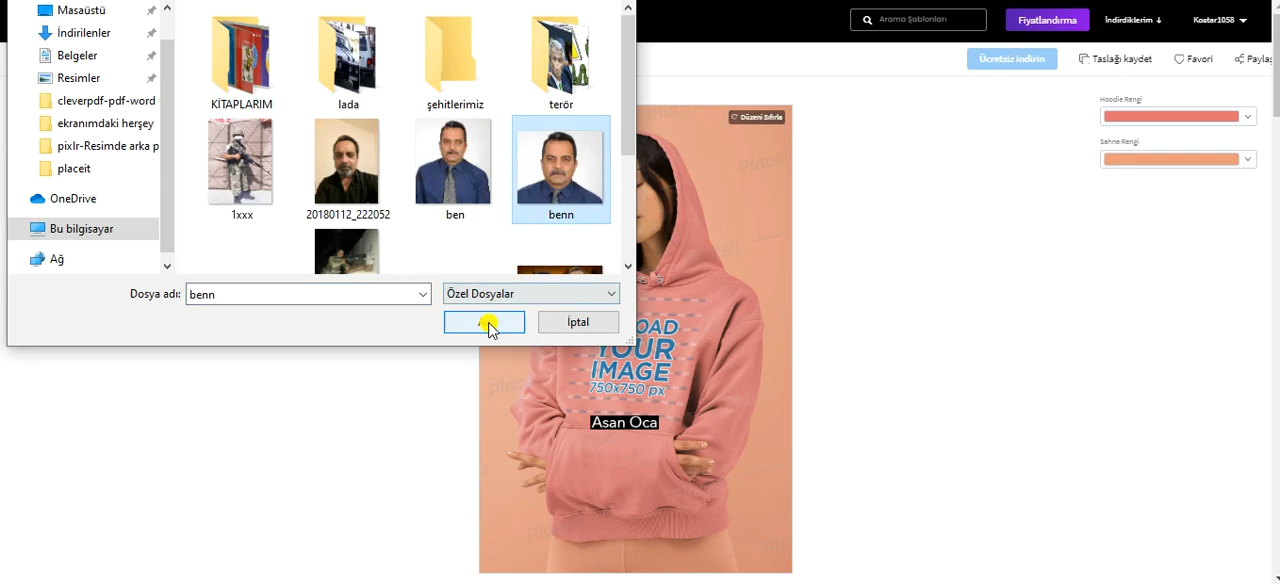 Masaüstü
İndirilenler
Belgeler
Resimler
cleverpdf-pdf-word
ekranındaki herşey
pixlr-Resimde arka p
placeit
OneDrive
Bu bilgisayar
Ağ
KİTAPLARIM
lada
şehitlerimiz
terör
1xxx
20180112_222052
ben
benn
Dosya adı:
benn
Özel Dosyalar
İptal
Arama Şablonları
Fiyatlandırma
İndirdiklerim
Kostar1058
Ücretsiz indirin
Taslağı kaydet
Favori
Paylaş
Düzeni Sıfırla
Hoodie Rengi
Sahne Rengi
YOUR
IMAGE
750x750 px
Asan Oca